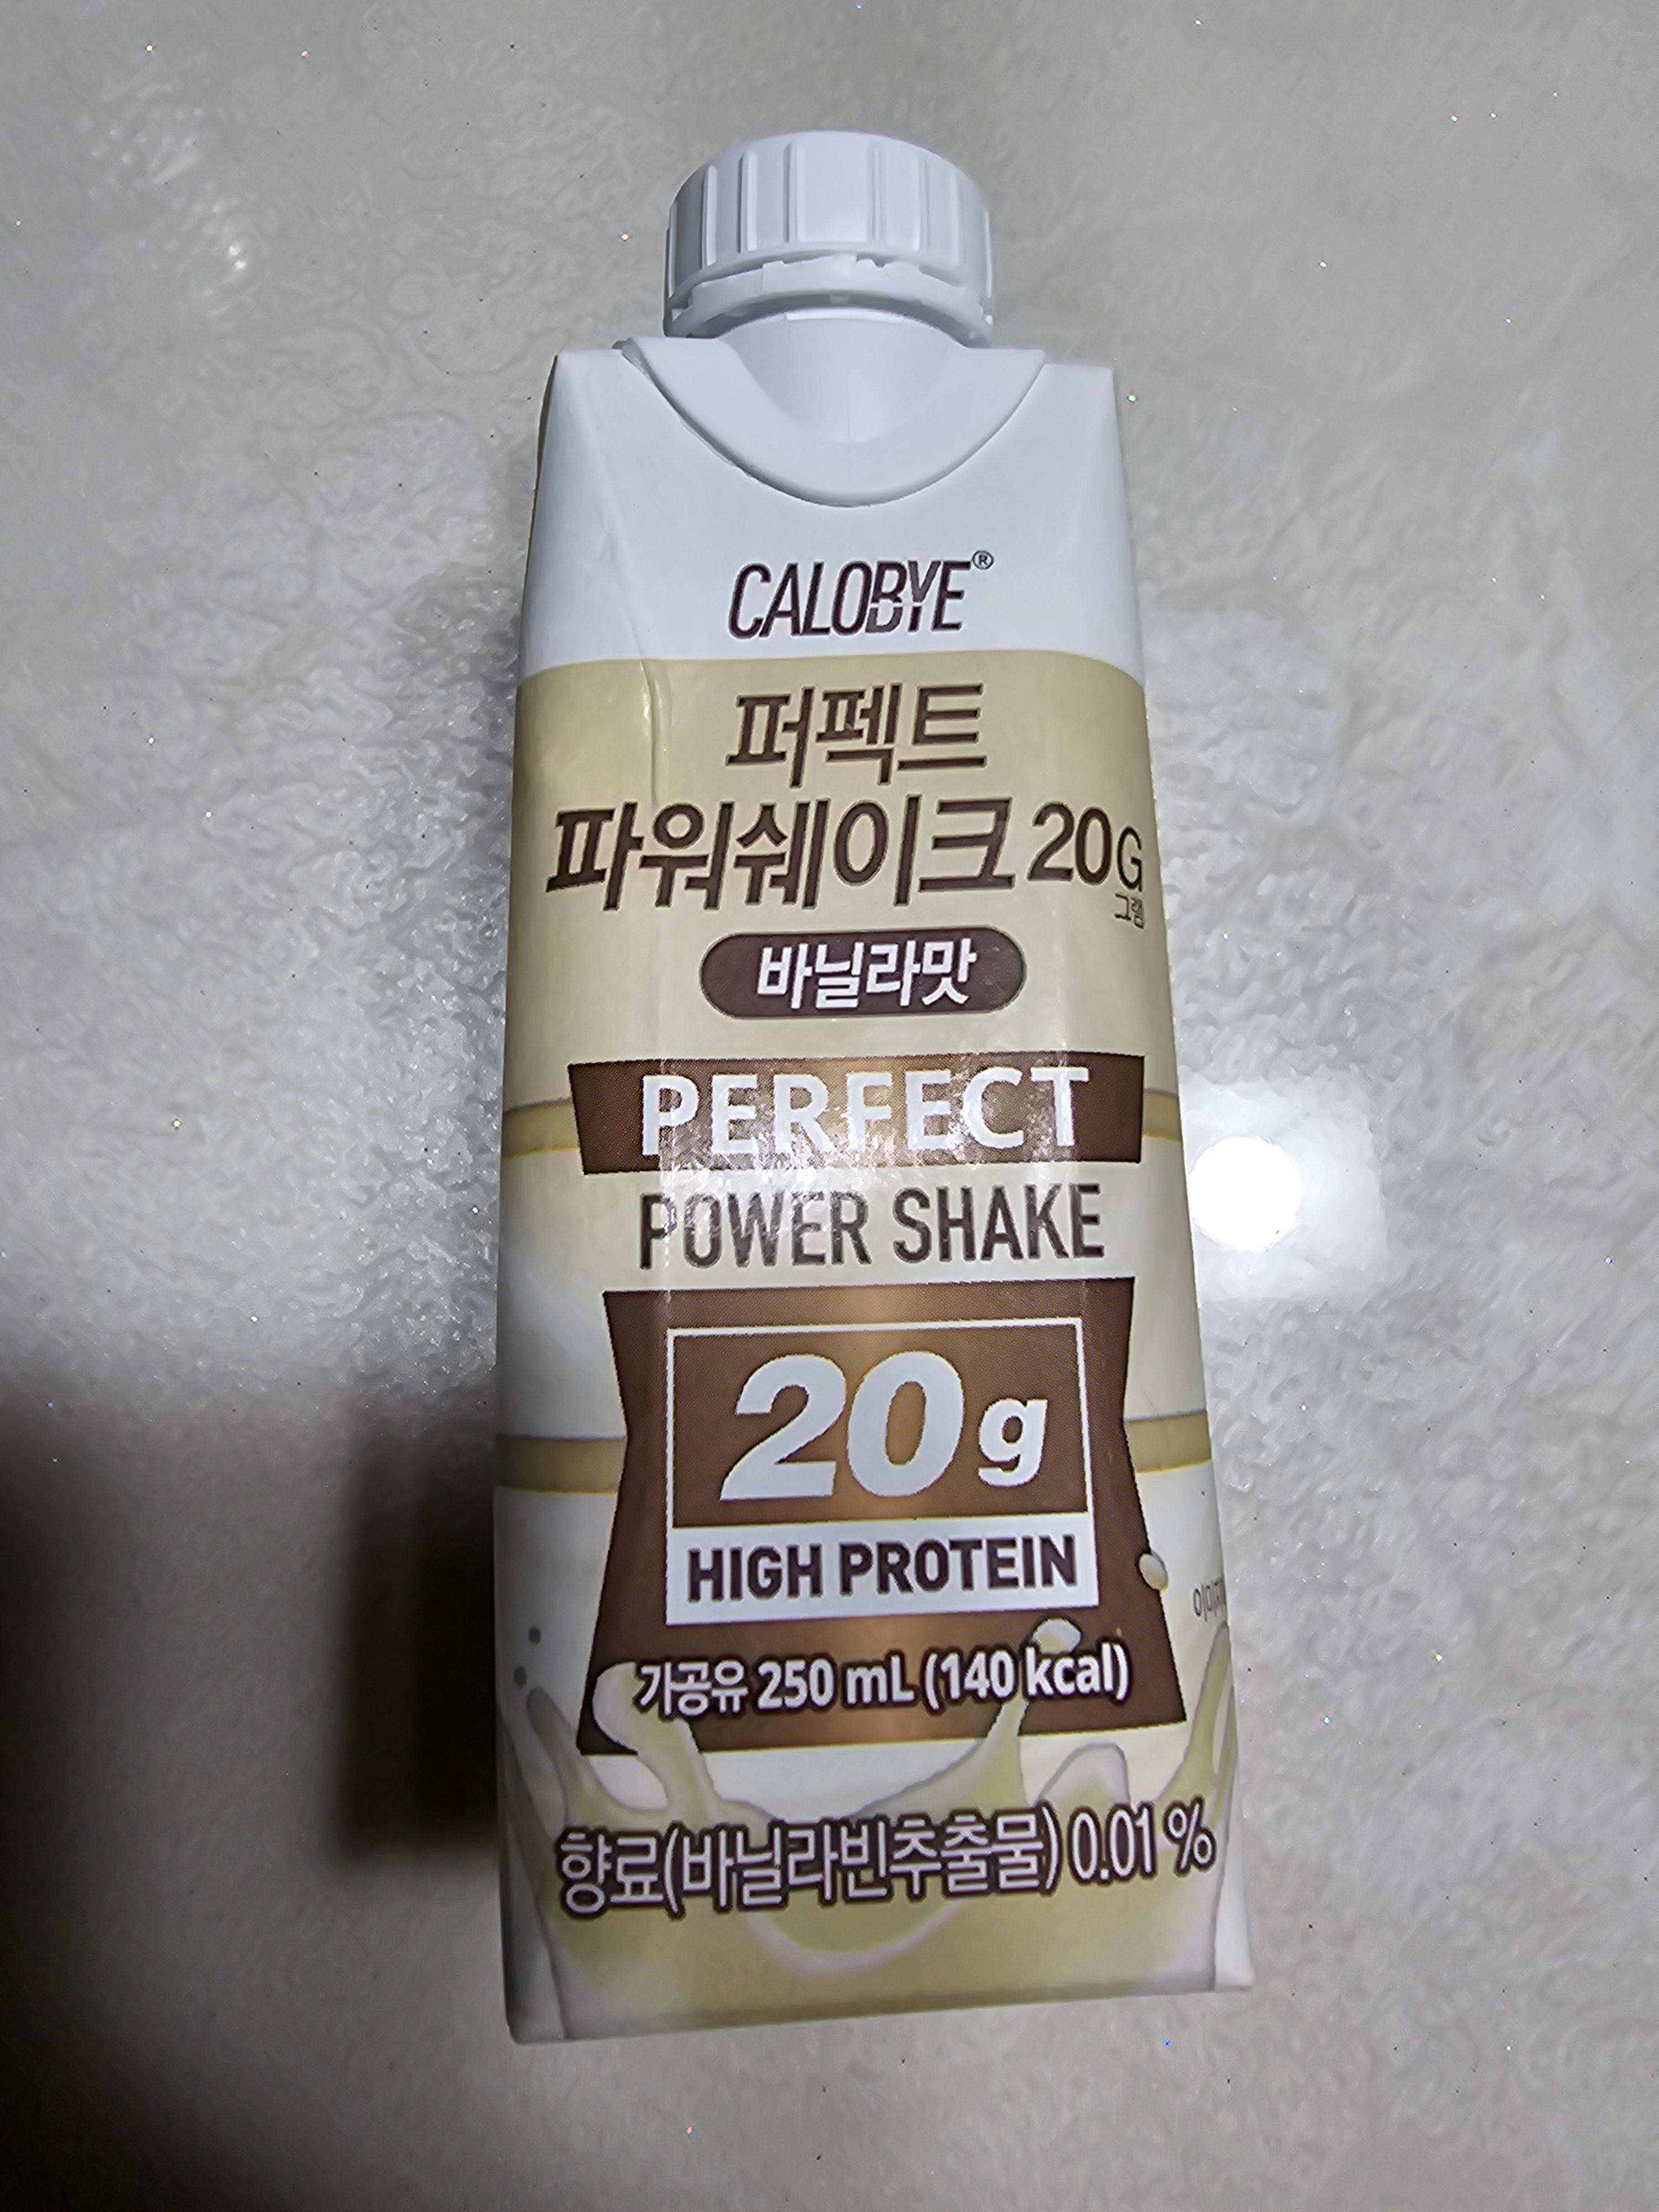 CALOBYE®
퍼펙트
파워쉐이크 20G
그램
바닐라맛
PERFECT
POWER SHAKE
20g
HIGH PROTEIN
가공유 250 mL (140 kcal)
향료(바닐라빈추출물) 0.01 %